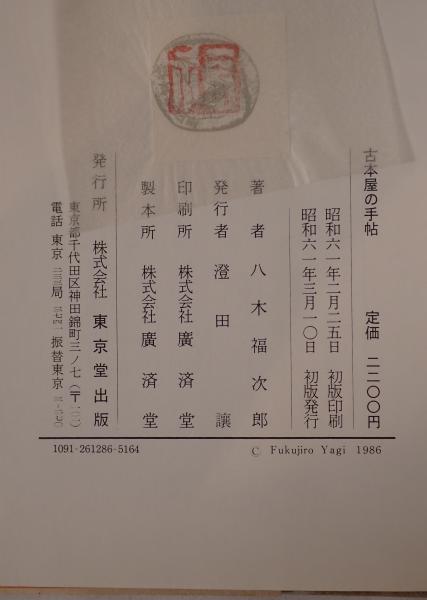 古本屋の手帖　定価 二二〇〇円
昭和六一年二月二五日　初版印刷
昭和六一年三月一〇日　初版発行
著者　八木福次郎
発行者　澄田　譲
印刷所　株式会社 廣済堂
製本所　株式会社 廣済堂
発行所　株式会社 東京堂出版
東京都千代田区神田錦町三ノ七(〒一〇一)
電話 東京 局 振替東京
1091-261286-5164
© Fukujiro Yagi 1986